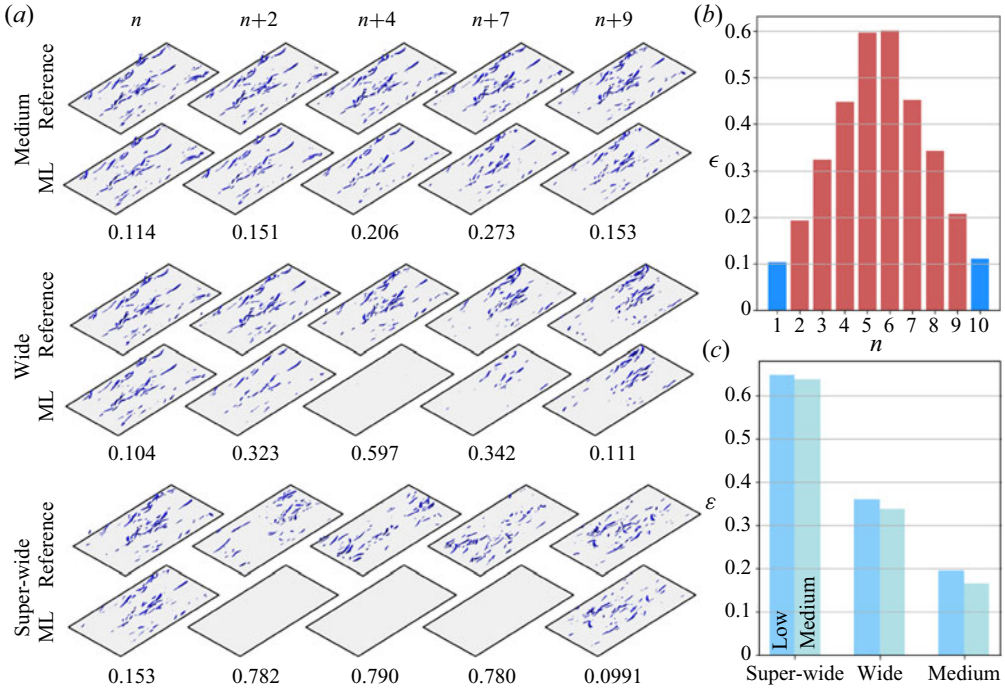 (a)
n n+2 n+4 n+7 n+9
Medium
Reference
ML
0.114 0.151 0.206 0.273 0.153
Wide
Reference
ML
0.104 0.323 0.597 0.342 0.111
Super-wide
Reference
ML
0.153 0.782 0.790 0.780 0.0991
(b)
0.6
0.5
0.4
ϵ
0.3
0.2
0.1
0
1 2 3 4 5 6 7 8 9 10
n
(c)
0.6
0.5
0.4
ε
0.3
0.2
0.1
0
Low
Medium
Super-wide Wide Medium